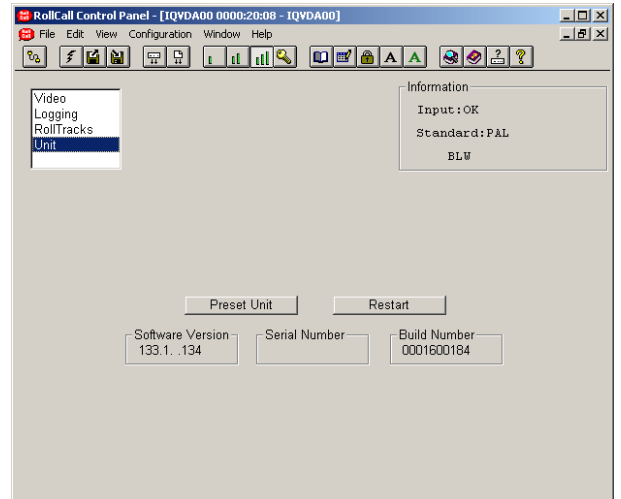 RollCall Control Panel - [IQVDA00 0000:20:08 - IQVDA00]
File Edit View Configuration Window Help
A A ?
Video
Logging
RollTracks
Unit
Information
Input:OK
Standard:PAL
BLW
Preset Unit Restart
Software Version Serial Number Build Number
133.1. .134 0001600184